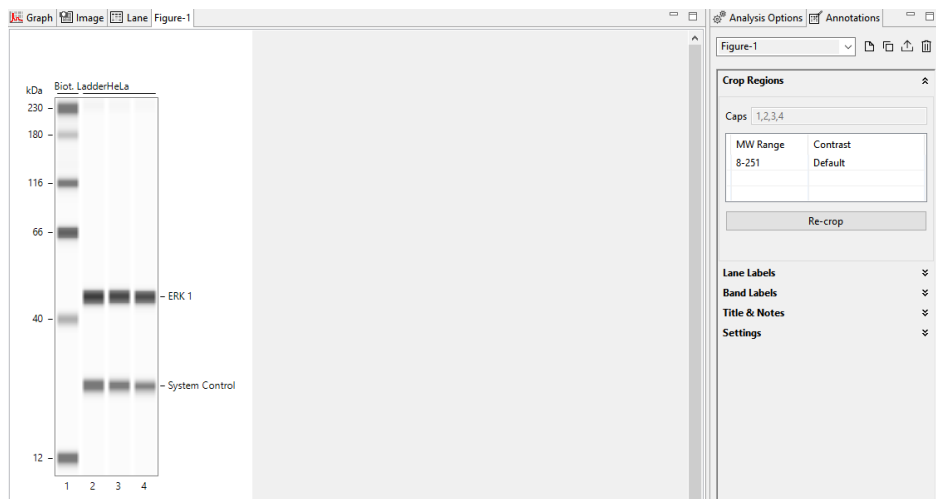 Graph Image Lane Figure-1
Analysis Options Annotations
Figure-1
Crop Regions
Caps 1,2,3,4
MW Range Contrast
8-251 Default
Re-crop
Lane Labels
Band Labels
Title & Notes
Settings
Biot. LadderHeLa
kDa
230
180
116
66
ERK 1
40
System Control
12
1 2 3 4